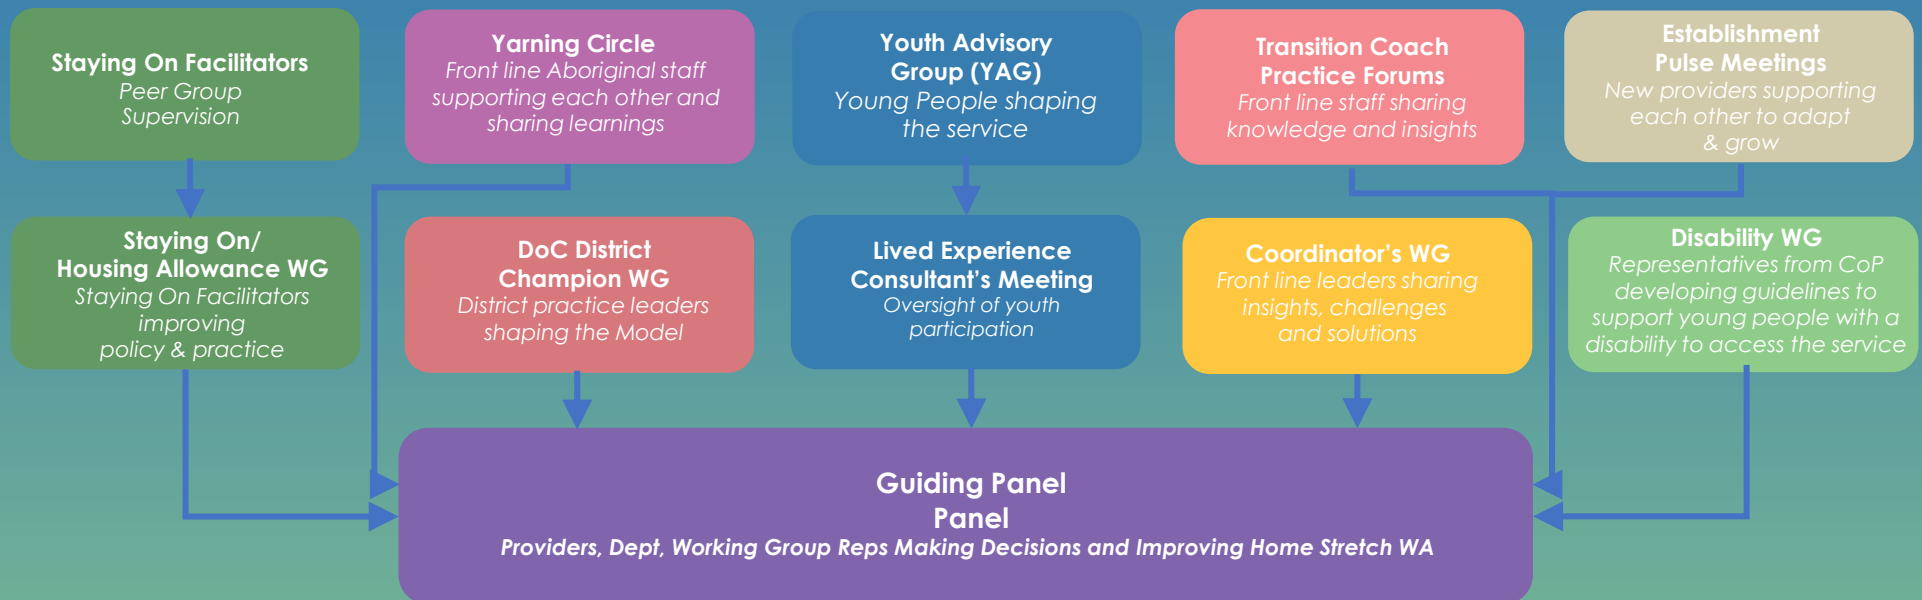 Staying On Facilitators
Peer Group
Supervision
Yarning Circle
Front line Aboriginal staff
supporting each other and
sharing learnings
Youth Advisory
Group (YAG)
Young People shaping
the service
Transition Coach
Practice Forums
Front line staff sharing
knowledge and insights
Establishment
Pulse Meetings
New providers supporting
each other to adapt
& grow
Staying On/
Housing Allowance WG
Staying On Facilitators
improving
policy & practice
DoC District
Champion WG
District practice leaders
shaping the Model
Lived Experience
Consultant's Meeting
Oversight of youth
participation
Coordinator's WG
Front line leaders sharing
insights, challenges
and solutions
Disability WG
Representatives from CoP
developing guidelines to
support young people with a
disability to access the service
Guiding Panel
Panel
Providers, Dept, Working Group Reps Making Decisions and Improving Home Stretch WA